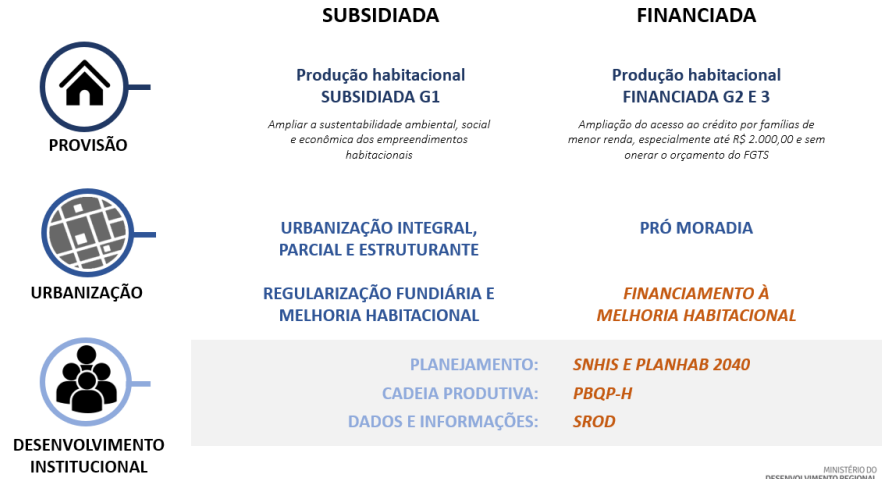 SUBSIDIADA
FINANCIADA
PROVISÃO
Produção habitacional
SUBSIDIADA G1
Ampliar a sustentabilidade ambiental, social
e econômica dos empreendimentos
habitacionais
Produção habitacional
FINANCIADA G2 E 3
Ampliação do acesso ao crédito por famílias de
menor renda, especialmente até R$ 2.000,00 e sem
onerar o orçamento do FGTS
URBANIZAÇÃO
URBANIZAÇÃO INTEGRAL,
PARCIAL E ESTRUTURANTE
PRÓ MORADIA
REGULARIZAÇÃO FUNDIÁRIA E
MELHORIA HABITACIONAL
FINANCIAMENTO À
MELHORIA HABITACIONAL
DESENVOLVIMENTO
INSTITUCIONAL
PLANEJAMENTO: SNHIS E PLANHAB 2040
CADEIA PRODUTIVA: PBQP-H
DADOS E INFORMAÇÕES: SROD
MINISTÉRIO DO
DESENVOLVIMENTO REGIONAL